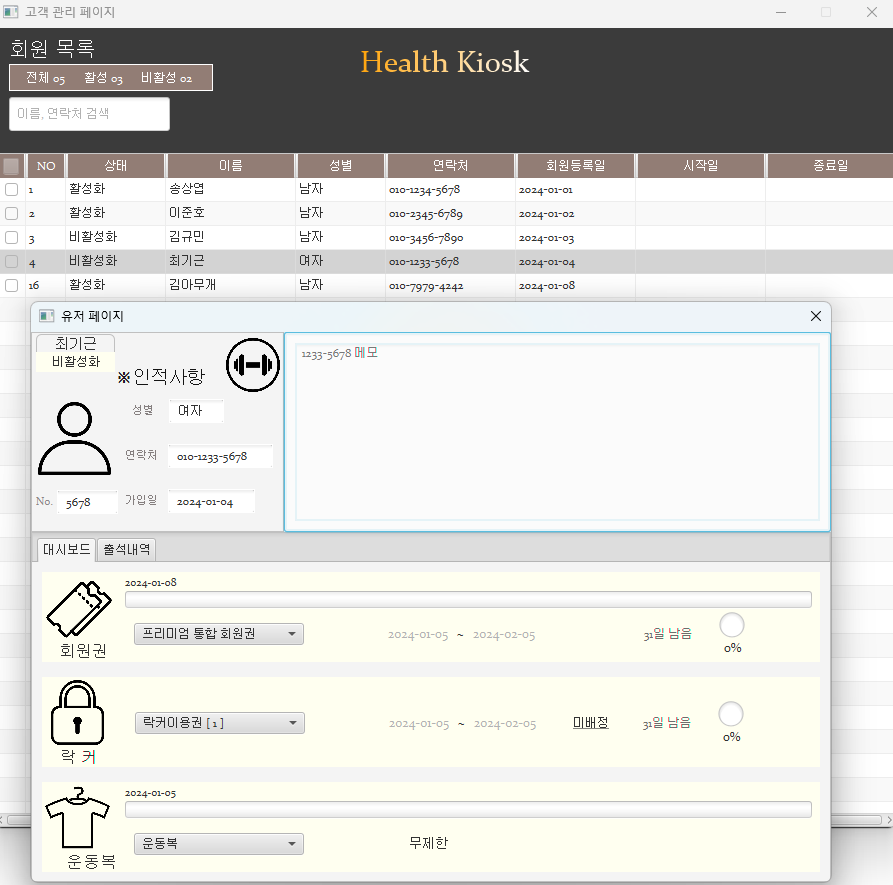 고객 관리 페이지
회원 목록
Health Kiosk
전체 05 활성 03 비활성 02
이름, 연락처 검색
NO 상태 이름 성별 연락처 회원등록일 시작일 종료일
1 활성화 송상엽 남자 010-1234-5678 2024-01-01
2 활성화 이준호 남자 010-2345-6789 2024-01-02
3 비활성화 김규민 남자 010-3456-7890 2024-01-03
4 비활성화 최기근 여자 010-1233-5678 2024-01-04
16 활성화 김아무개 남자 010-7979-4242 2024-01-08
유저 페이지
최기근
비활성화
※인적사항
성별 여자
연락처 010-1233-5678
No. 5678 가입일 2024-01-04
1233-5678 메모
대시보드 출석내역
2024-01-08
프리미엄 통합 회원권 2024-01-05 ~ 2024-02-05 31일 남음
회원권 0%
락커이용권 [ 1 ] 2024-01-05 ~ 2024-02-05 미배정 31일 남음
락 커 0%
2024-01-05
운동복 무제한
운동복